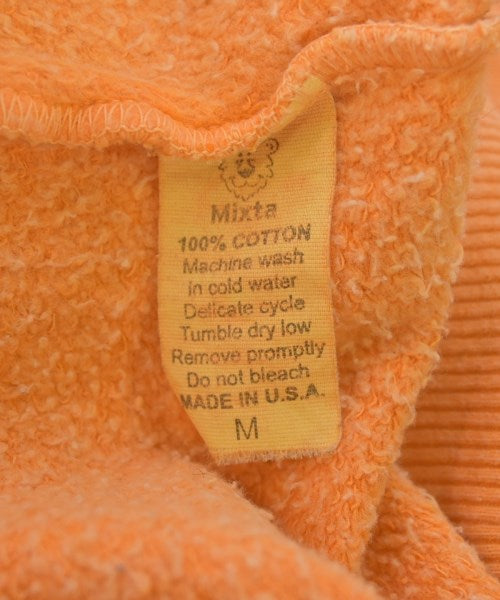 Mixta
100% COTTON
Machine wash
in cold water
Delicate cycle
Tumble dry low
Remove promptly
Do not bleach
MADE IN U.S.A.
M